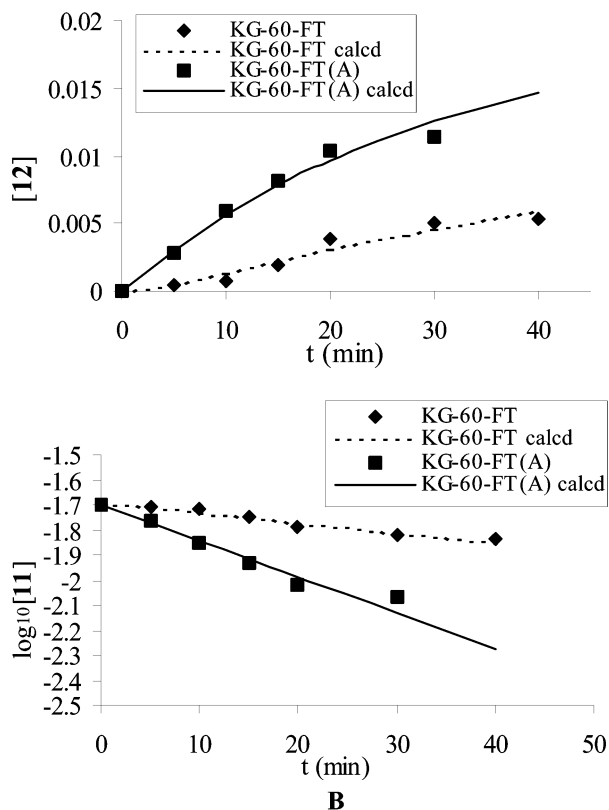 0.02
0.015
0.01
0.005
0
[12]
KG-60-FT
KG-60-FT calcd
KG-60-FT(A)
KG-60-FT(A) calcd
0 10 20 30 40
t (min)
KG-60-FT
KG-60-FT calcd
KG-60-FT(A)
KG-60-FT(A) calcd
-1.5
-1.6
-1.7
-1.8
-1.9
-2
-2.1
-2.2
-2.3
-2.4
-2.5
log10[11]
0 10 20 30 40 50
t (min)
B